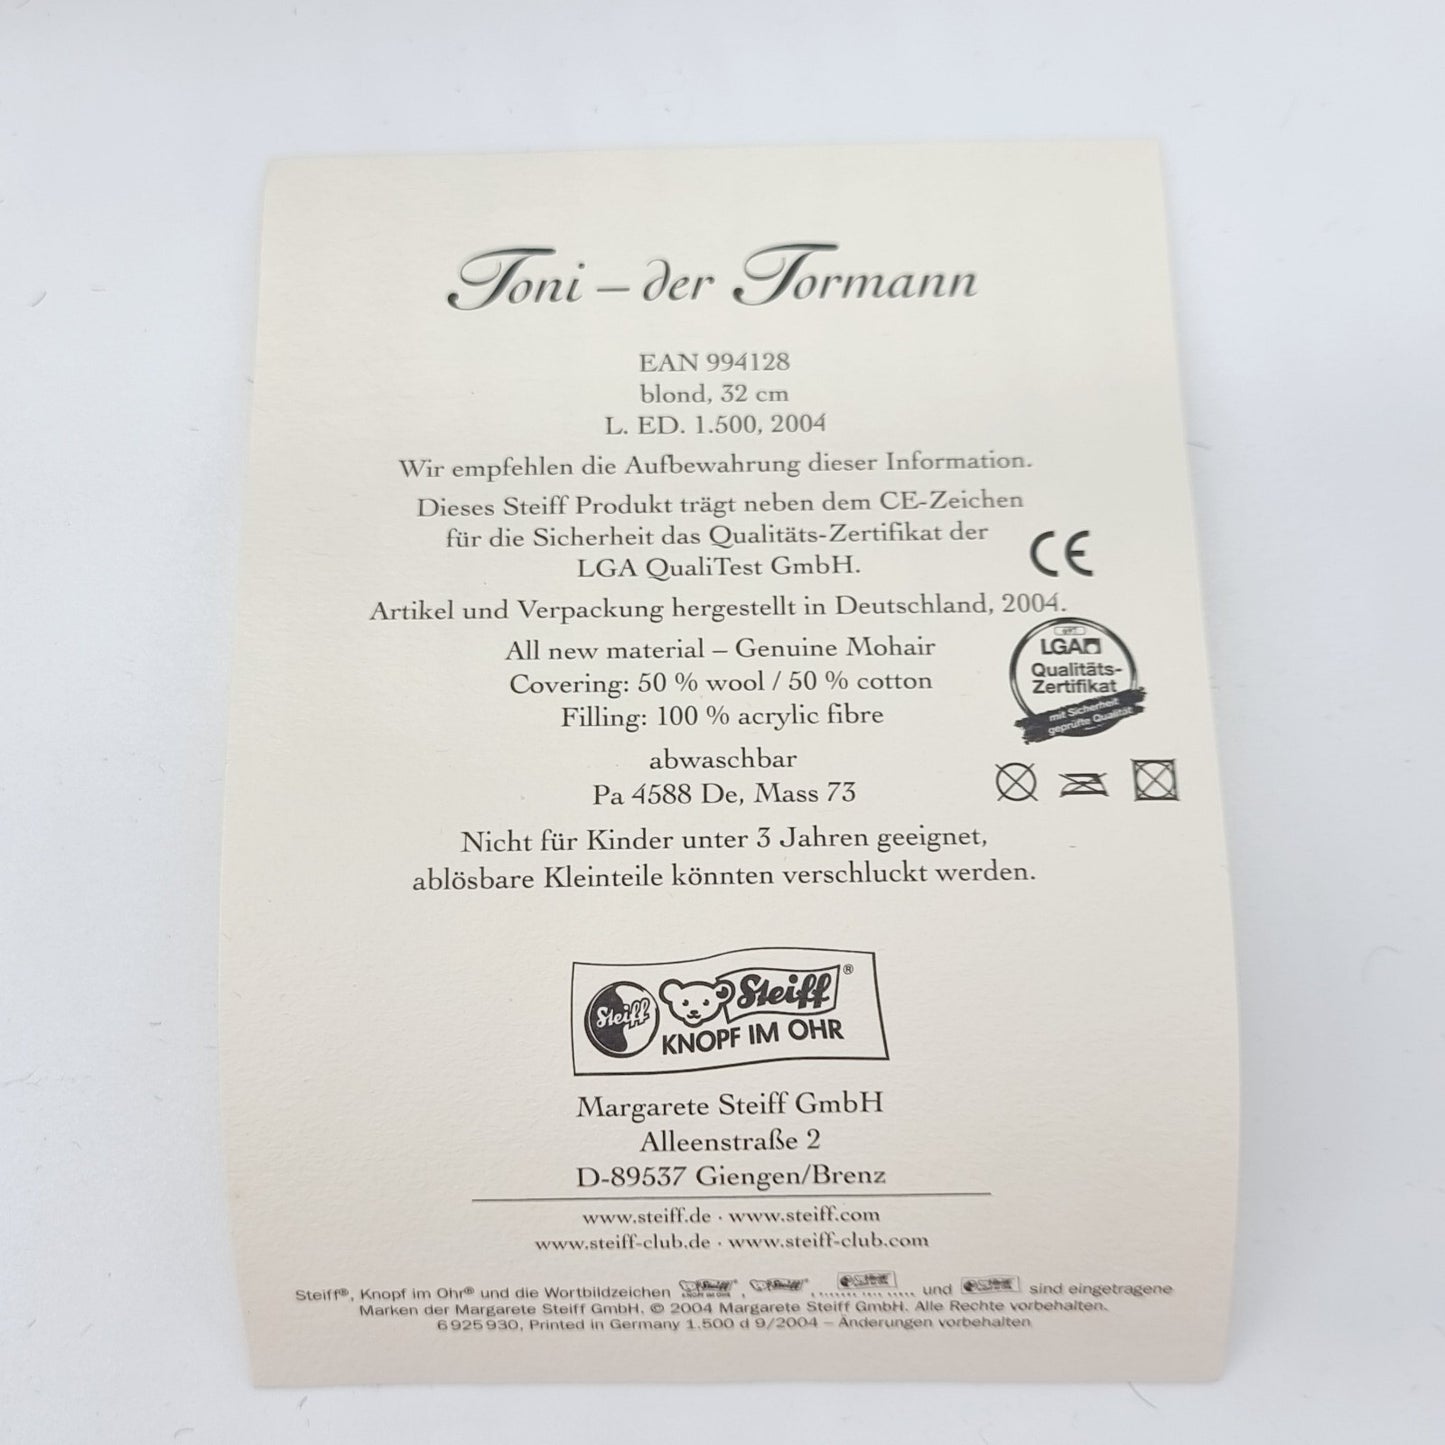 Toni – der Tormann
EAN 994128
blond, 32 cm
L. ED. 1.500, 2004
Wir empfehlen die Aufbewahrung dieser Information.
Dieses Steiff Produkt trägt neben dem CE-Zeichen
für die Sicherheit das Qualitäts-Zertifikat der
LGA QualiTest GmbH.
CE
Artikel und Verpackung hergestellt in Deutschland, 2004.
All new material – Genuine Mohair
Covering: 50 % wool / 50 % cotton
Filling: 100 % acrylic fibre
LGA
Qualitäts-
Zertifikat
mit Sicherheit
geprüfte Qualität
abwaschbar
Pa 4588 De, Mass 73
Nicht für Kinder unter 3 Jahren geeignet,
ablösbare Kleinteile könnten verschluckt werden.
Steiff
Steiff®
KNOPF IM OHR
Margarete Steiff GmbH
Alleenstraße 2
D-89537 Giengen/Brenz
www.steiff.de · www.steiff.com
www.steiff-club.de · www.steiff-club.com
Steiff®, Knopf im Ohr® und die Wortbildzeichen , , , und sind eingetragene
Marken der Margarete Steiff GmbH. © 2004 Margarete Steiff GmbH. Alle Rechte vorbehalten.
6 925 930, Printed in Germany 1.500 d 9/2004 – Änderungen vorbehalten